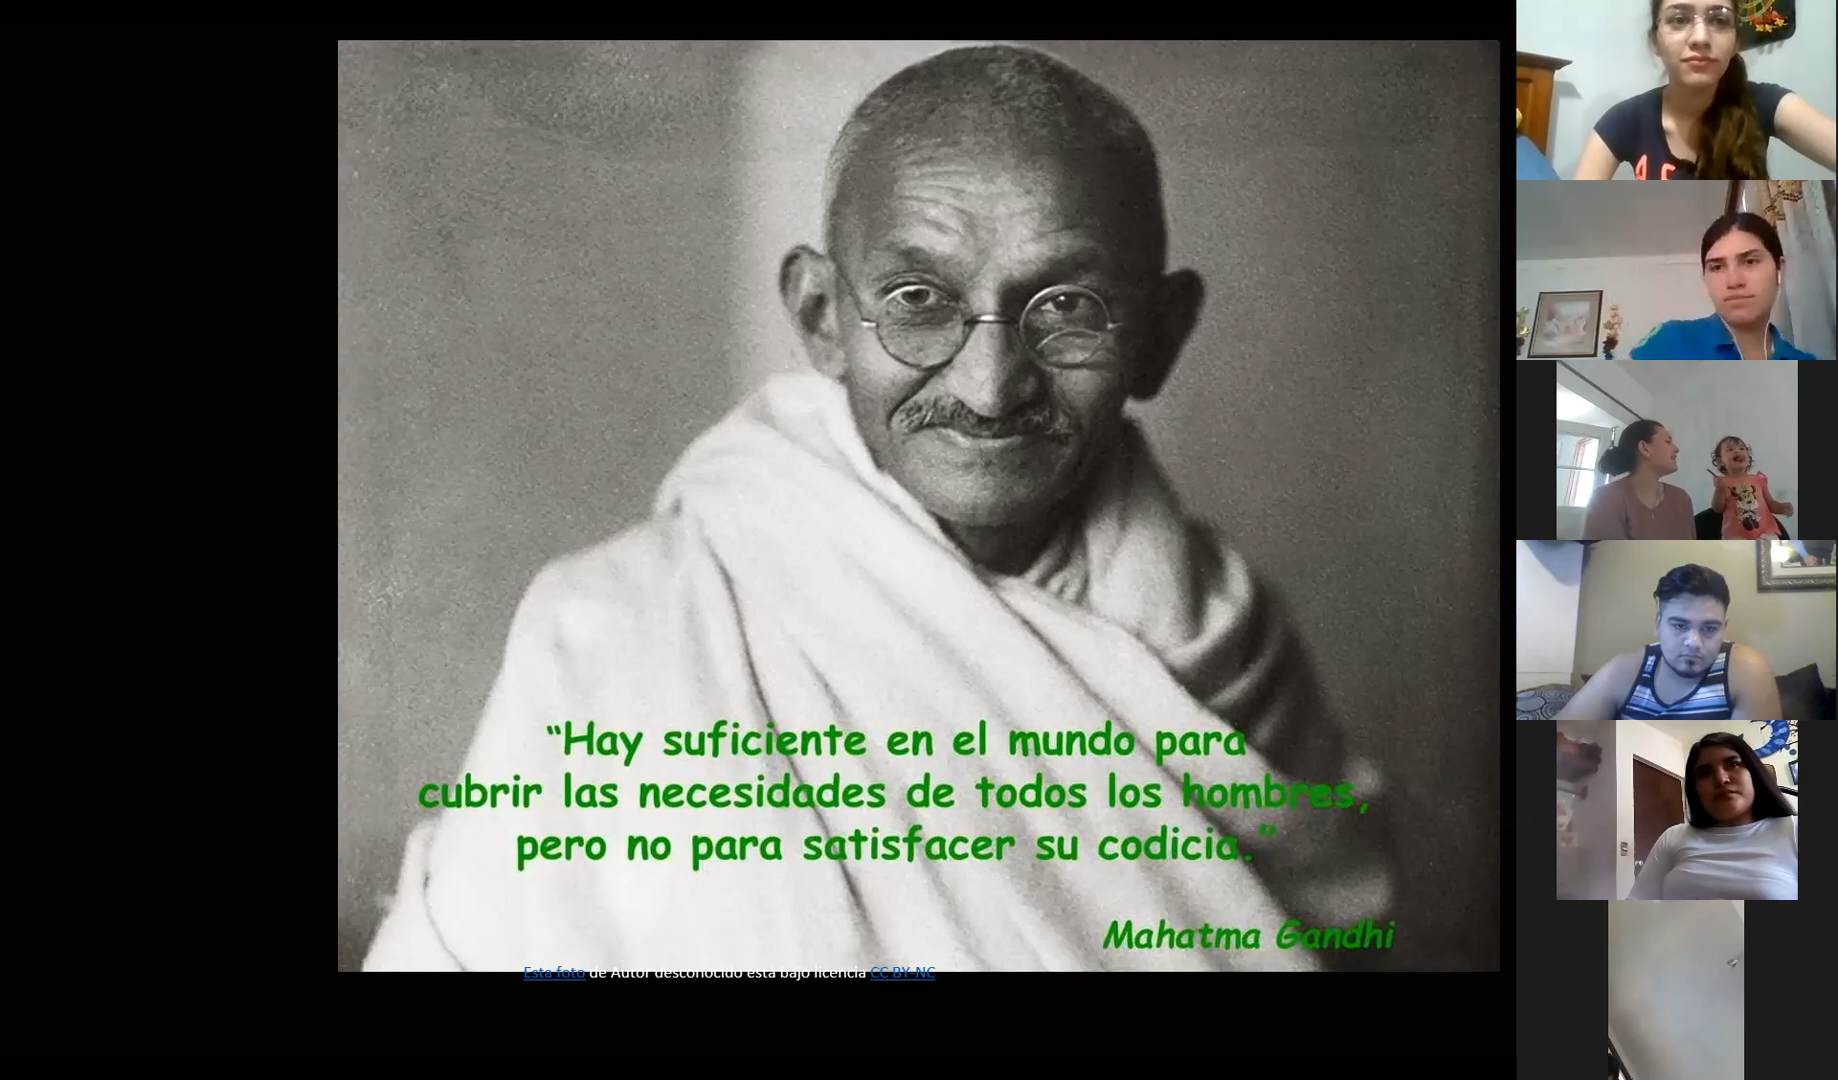 “Hay suficiente en el mundo para
cubrir las necesidades de todos los hombres,
pero no para satisfacer su codicia.”
Mahatma Gandhi
Esta foto de Autor desconocido está bajo licencia CC BY-NC